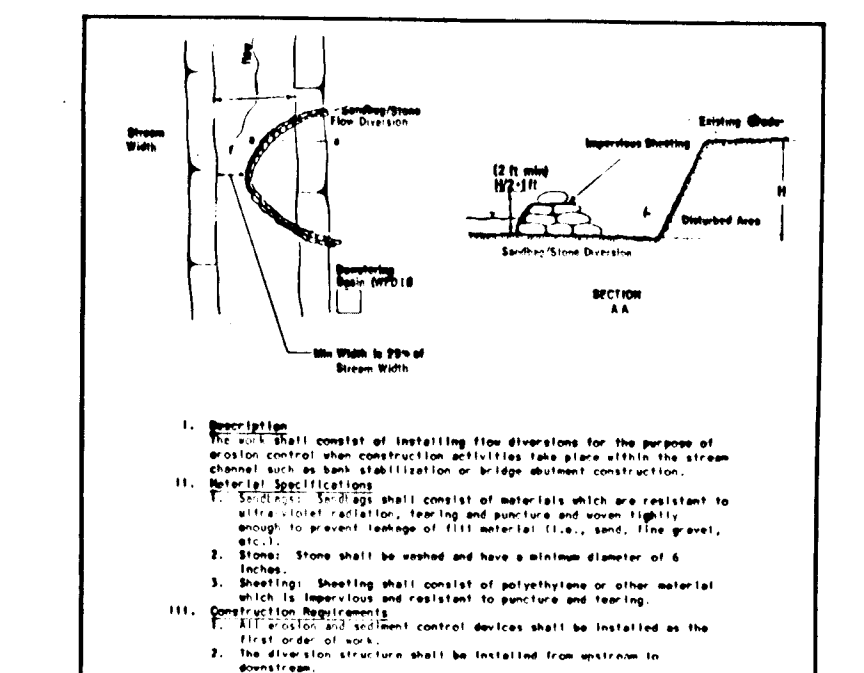 Flow
Sandbag/Stone
Flow Diversion
Stream
Width
Dewatering
Basin
Min Width is
of
Stream Width
Existing Grade
Impervious Sheeting
(2 ft min)
H/2+1ft
H
Disturbed Area
Sandbag/Stone Diversion
SECTION
A A
I. Description
The work shall consist of installing flow diversions for the purpose of
erosion control when construction activities take place within the stream
channel such as bank stabilization or bridge abutment construction.
II. Material Specifications
1. Sandbags: Sandbags shall consist of materials which are resistant to
ultra-violet radiation, tearing and puncture and woven tightly
enough to prevent leakage of fill material (i.e., sand, fine gravel,
etc.).
2. Stone: Stone shall be washed and have a minimum diameter of 6
inches.
3. Sheeting: Sheeting shall consist of polyethylene or other material
which is impervious and resistant to puncture and tearing.
III. Construction Requirements
1. All erosion and sediment control devices shall be installed as the
first order of work.
2. The diversion structure shall be installed from upstream to
downstream.